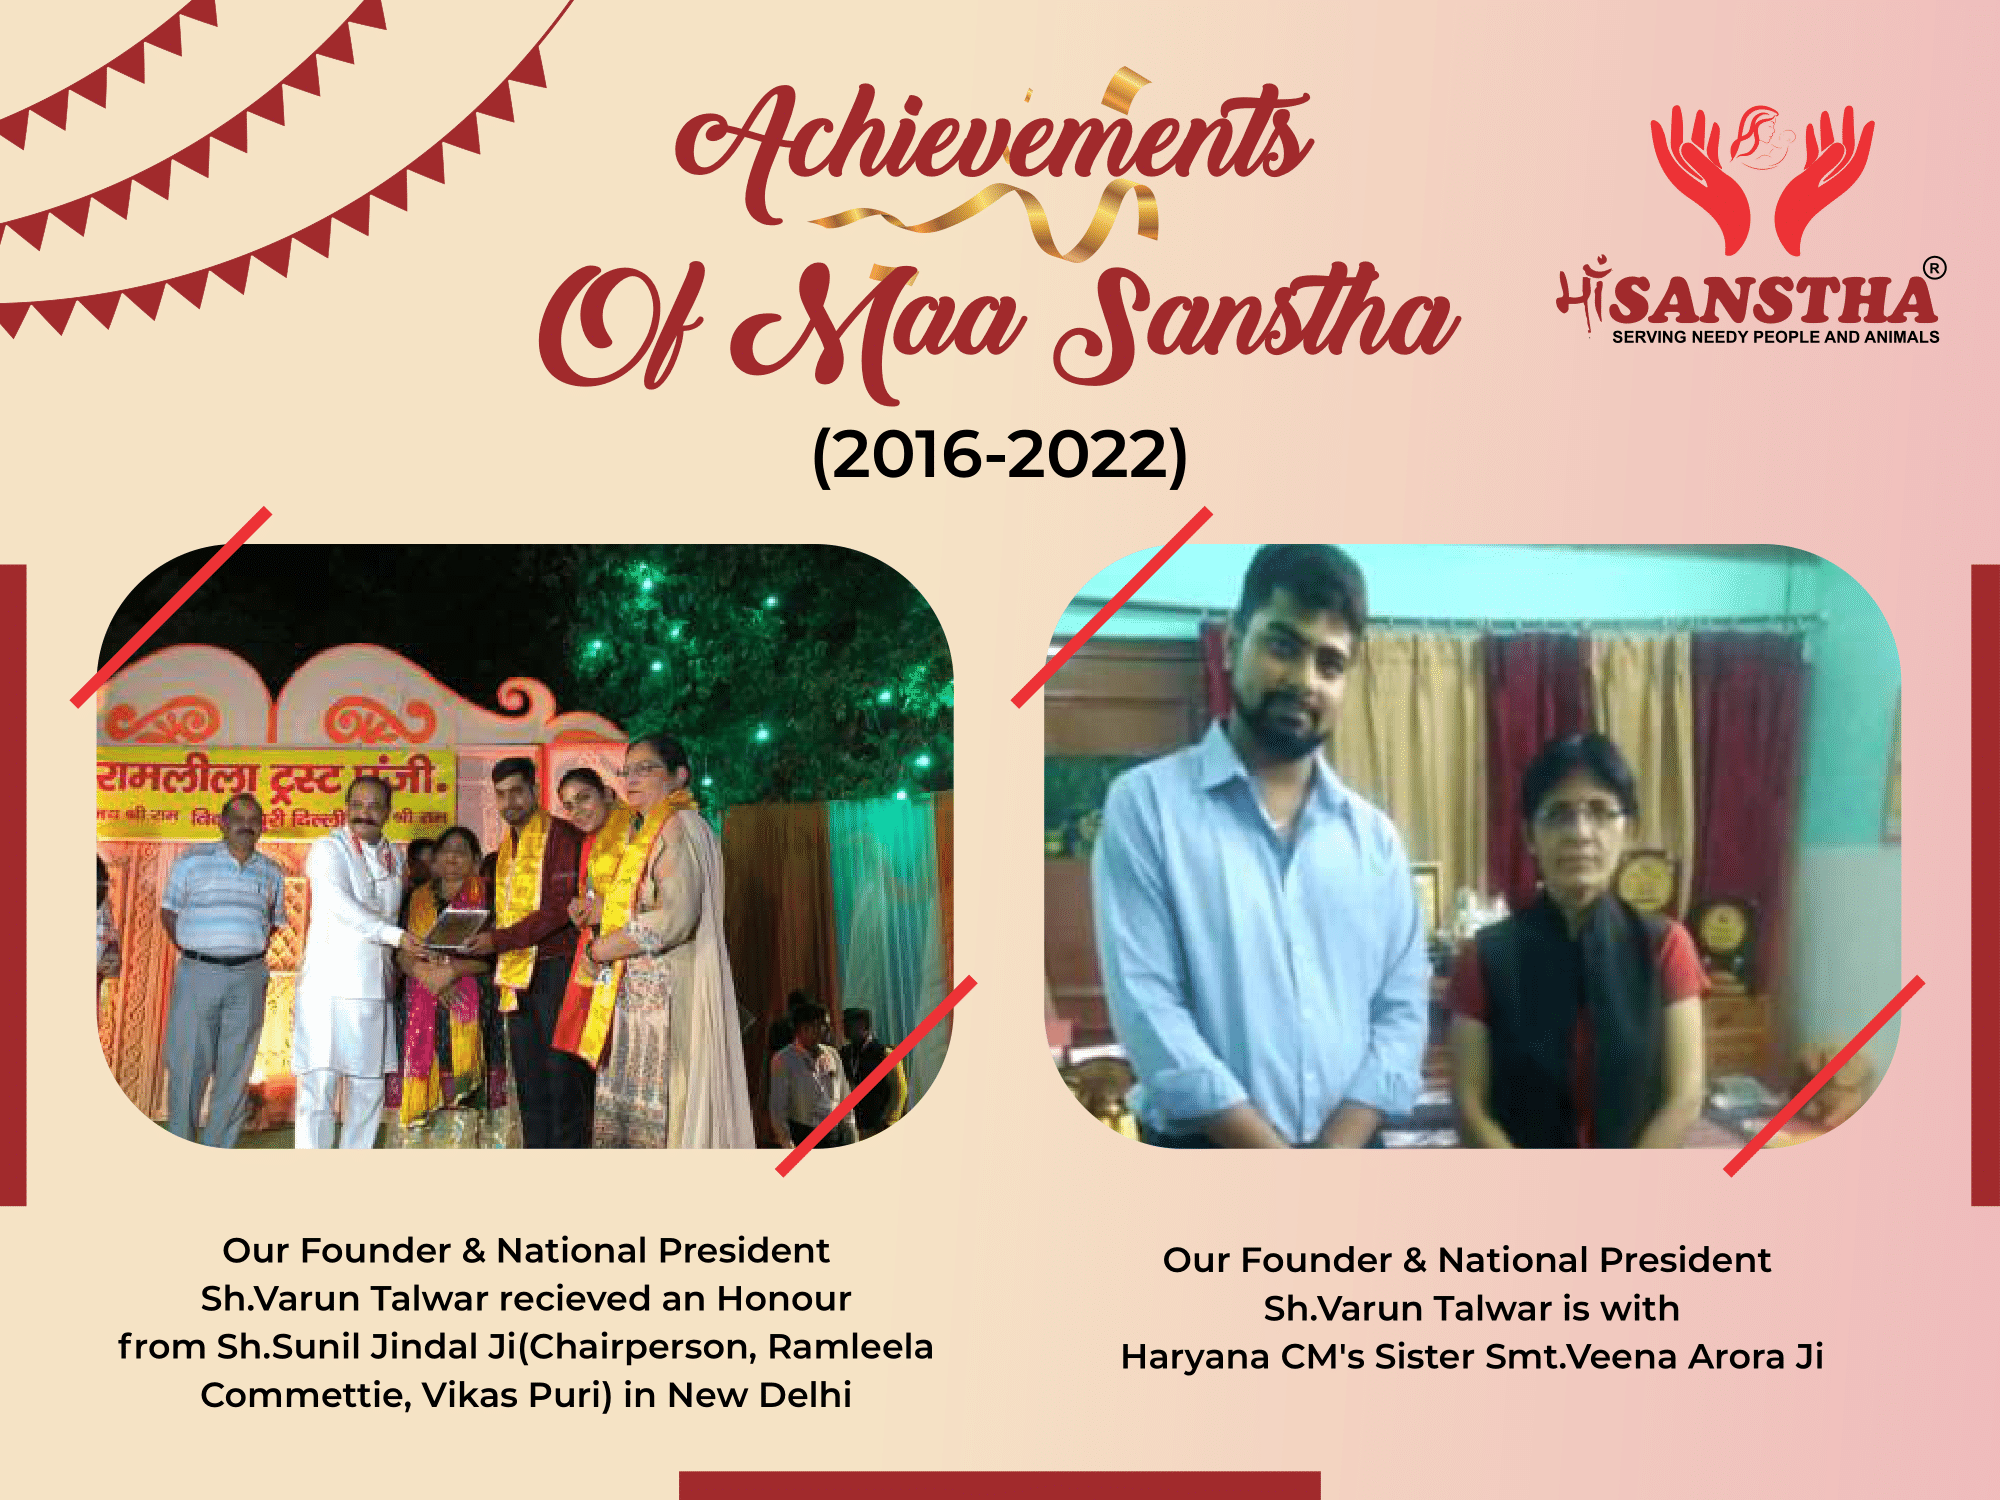 Achievements
Of Maa Sanstha
(2016-2022)
माँ SANSTHA ®
SERVING NEEDY PEOPLE AND ANIMALS
रामलीला ट्रस्ट पंजी.
श्री राम
दिल्ली
श्री राम
Our Founder & National President
Sh.Varun Talwar recieved an Honour
from Sh.Sunil Jindal Ji(Chairperson, Ramleela
Commettie, Vikas Puri) in New Delhi
Our Founder & National President
Sh.Varun Talwar is with
Haryana CM's Sister Smt.Veena Arora Ji